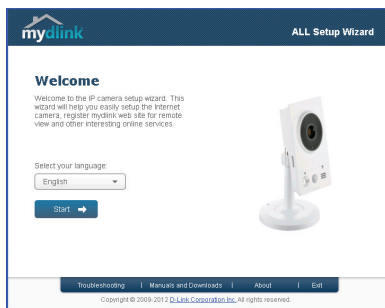 mydlink
ALL Setup Wizard
Welcome
Welcome to the IP camera setup wizard. This
wizard will help you easily setup the Internet
camera, register mydlink web site for remote
view and other interesting online services.
Select your language:
English
Start
Troubleshooting | Manuals and Downloads | About | Exit
Copyright © 2009-2012 D-Link Corporation Inc. All rights reserved.